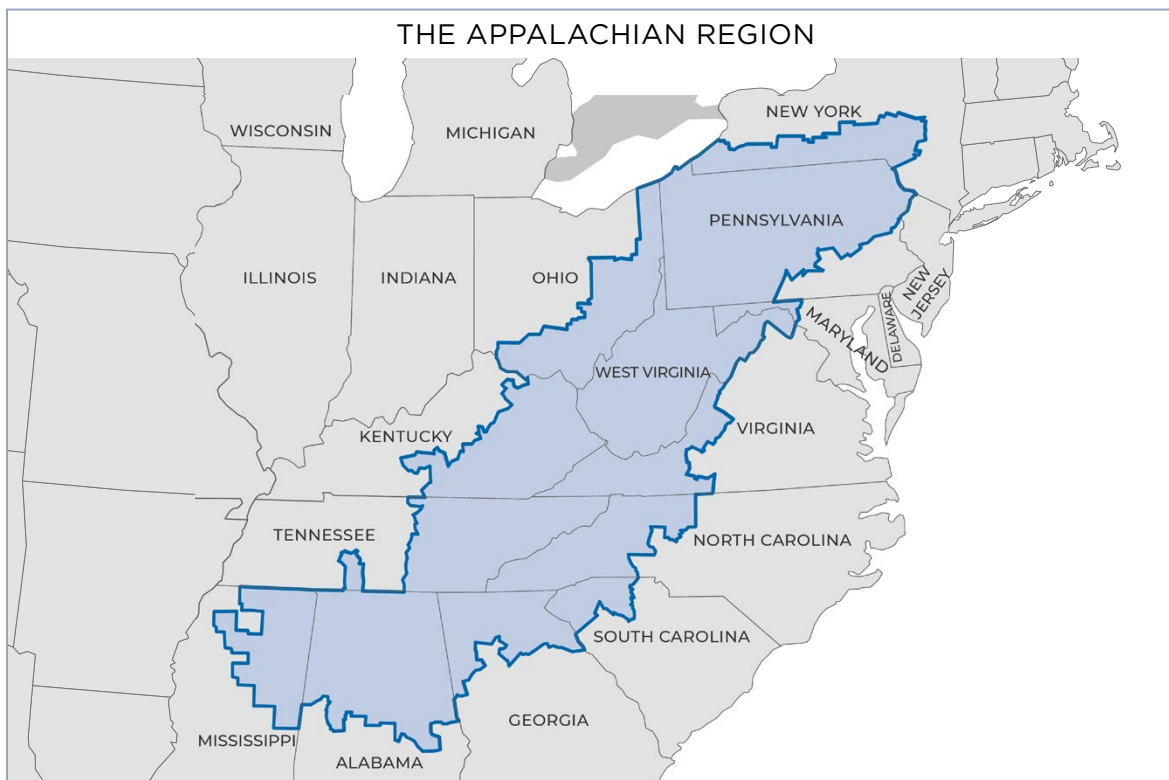 THE APPALACHIAN REGION
NEW YORK
WISCONSIN
MICHIGAN
PENNSYLVANIA
ILLINOIS
INDIANA
OHIO
NEW
JERSEY
DELAWARE
MARYLAND
WEST VIRGINIA
VIRGINIA
KENTUCKY
TENNESSEE
NORTH CAROLINA
SOUTH CAROLINA
GEORGIA
MISSISSIPPI
ALABAMA